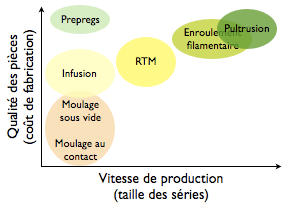 Prepregs
Enroulement
filamentaire
Pultrusion
RTM
Infusion
Moulage
sous vide
Moulage au
contact
Qualité des pièces
(coût de fabrication)
Vitesse de production
(taille des séries)